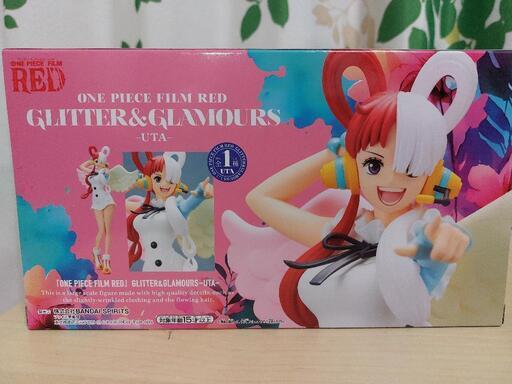 ONE PIECE FILM
RED
ONE PIECE FILM RED
GLITTER&GLAMOURS
-UTA-
全1種
UTA
『ONE PIECE FILM RED』 GLITTER&GLAMOURS-UTA-
This is a large scale figure made with high quality details,
the slightly-wrinkled clothing and the flowing hair.
株式会社BANDAI SPIRITS
対象年齢15才以上